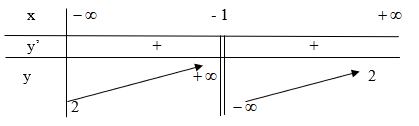 x −∞ - 1 +∞
y’ + +
y +∞ 2
2 −∞